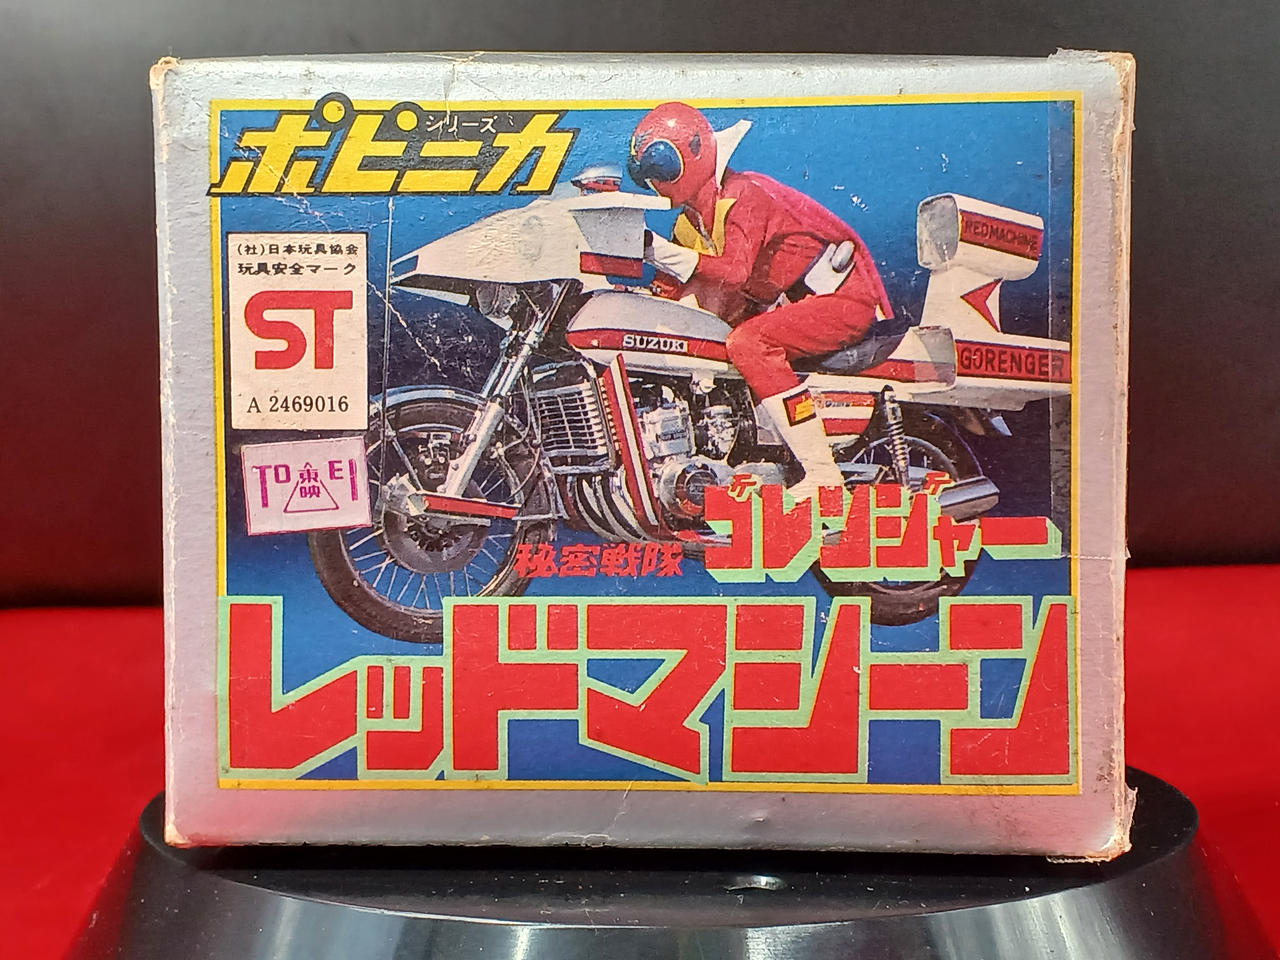 ポピニカ
シリーズ
(社)日本玩具協会
玩具安全マーク
ST
A 2469016
TOEI
東映
SUZUKI
REDMACHINE
GORENGER
秘密戦隊
ゴレンジャー
レッドマシーン